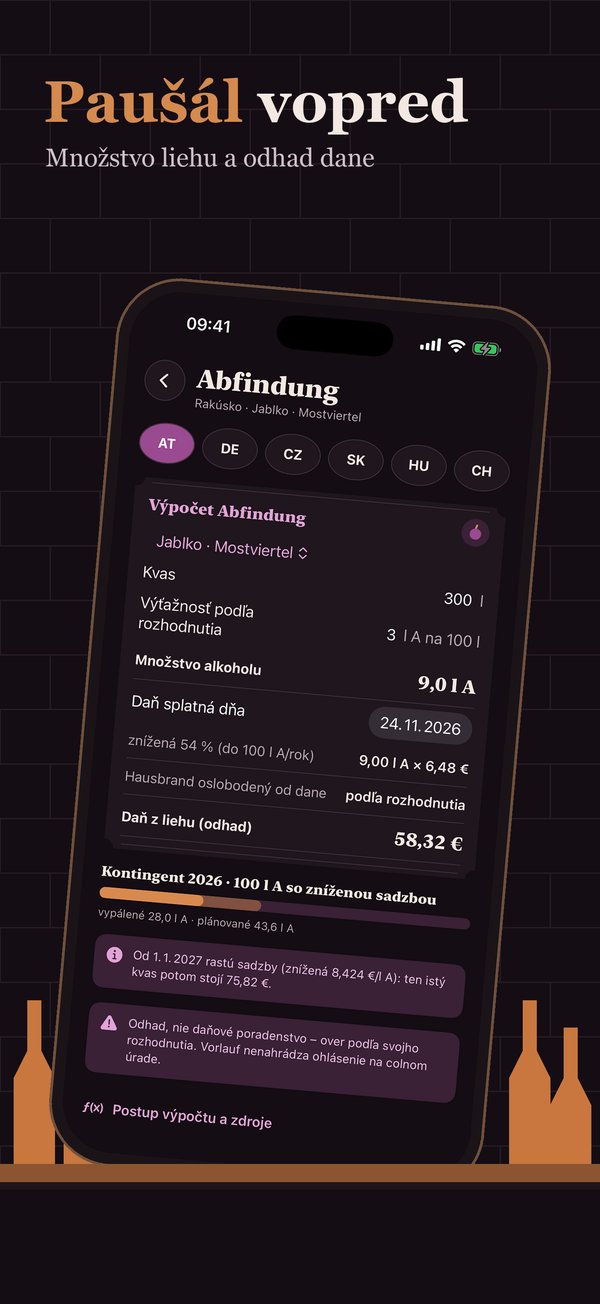 Paušál vopred
Množstvo liehu a odhad dane
09:41
Abfindung
Rakúsko · Jablko · Mostviertel
AT DE CZ SK HU CH
Výpočet Abfindung
Jablko · Mostviertel
Kvas 300 l
Výťažnosť podľa
rozhodnutia 3 l A na 100 l
Množstvo alkoholu 9,0 l A
Daň splatná dňa 24. 11. 2026
znížená 54 % (do 100 l A/rok) 9,00 l A × 6,48 €
Hausbrand oslobodený od dane podľa rozhodnutia
Daň z liehu (odhad) 58,32 €
Kontingent 2026 · 100 l A so zníženou sadzbou
vypálené 28,0 l A · plánované 43,6 l A
Od 1. 1. 2027 rastú sadzby (znížená 8,424 €/l A): ten istý
kvas potom stojí 75,82 €.
Odhad, nie daňové poradenstvo – over podľa svojho
rozhodnutia. Vorlauf nenahrádza ohlásenie na colnom
úrade.
f(x) Postup výpočtu a zdroje